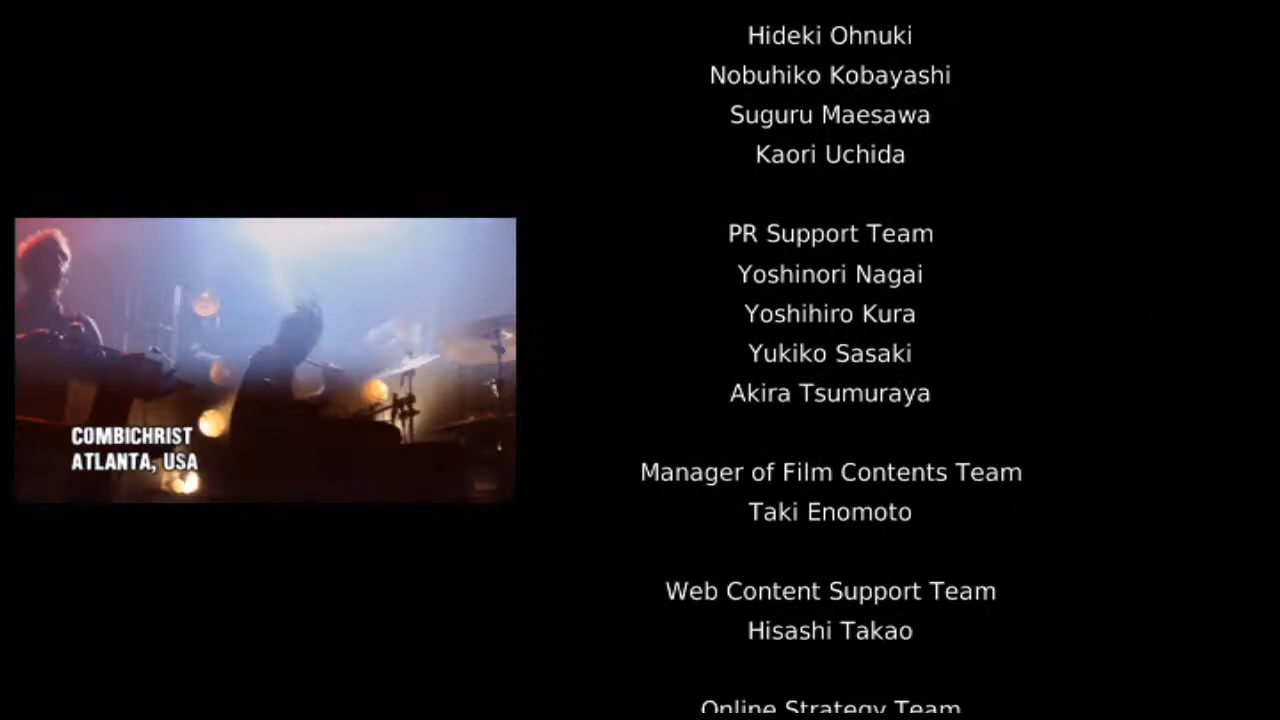 Hideki Ohnuki
Nobuhiko Kobayashi
Suguru Maesawa
Kaori Uchida
PR Support Team
Yoshinori Nagai
Yoshihiro Kura
Yukiko Sasaki
Akira Tsumuraya
Manager of Film Contents Team
Taki Enomoto
Web Content Support Team
Hisashi Takao
Online Strategy Team
COMBICHRIST
ATLANTA, USA